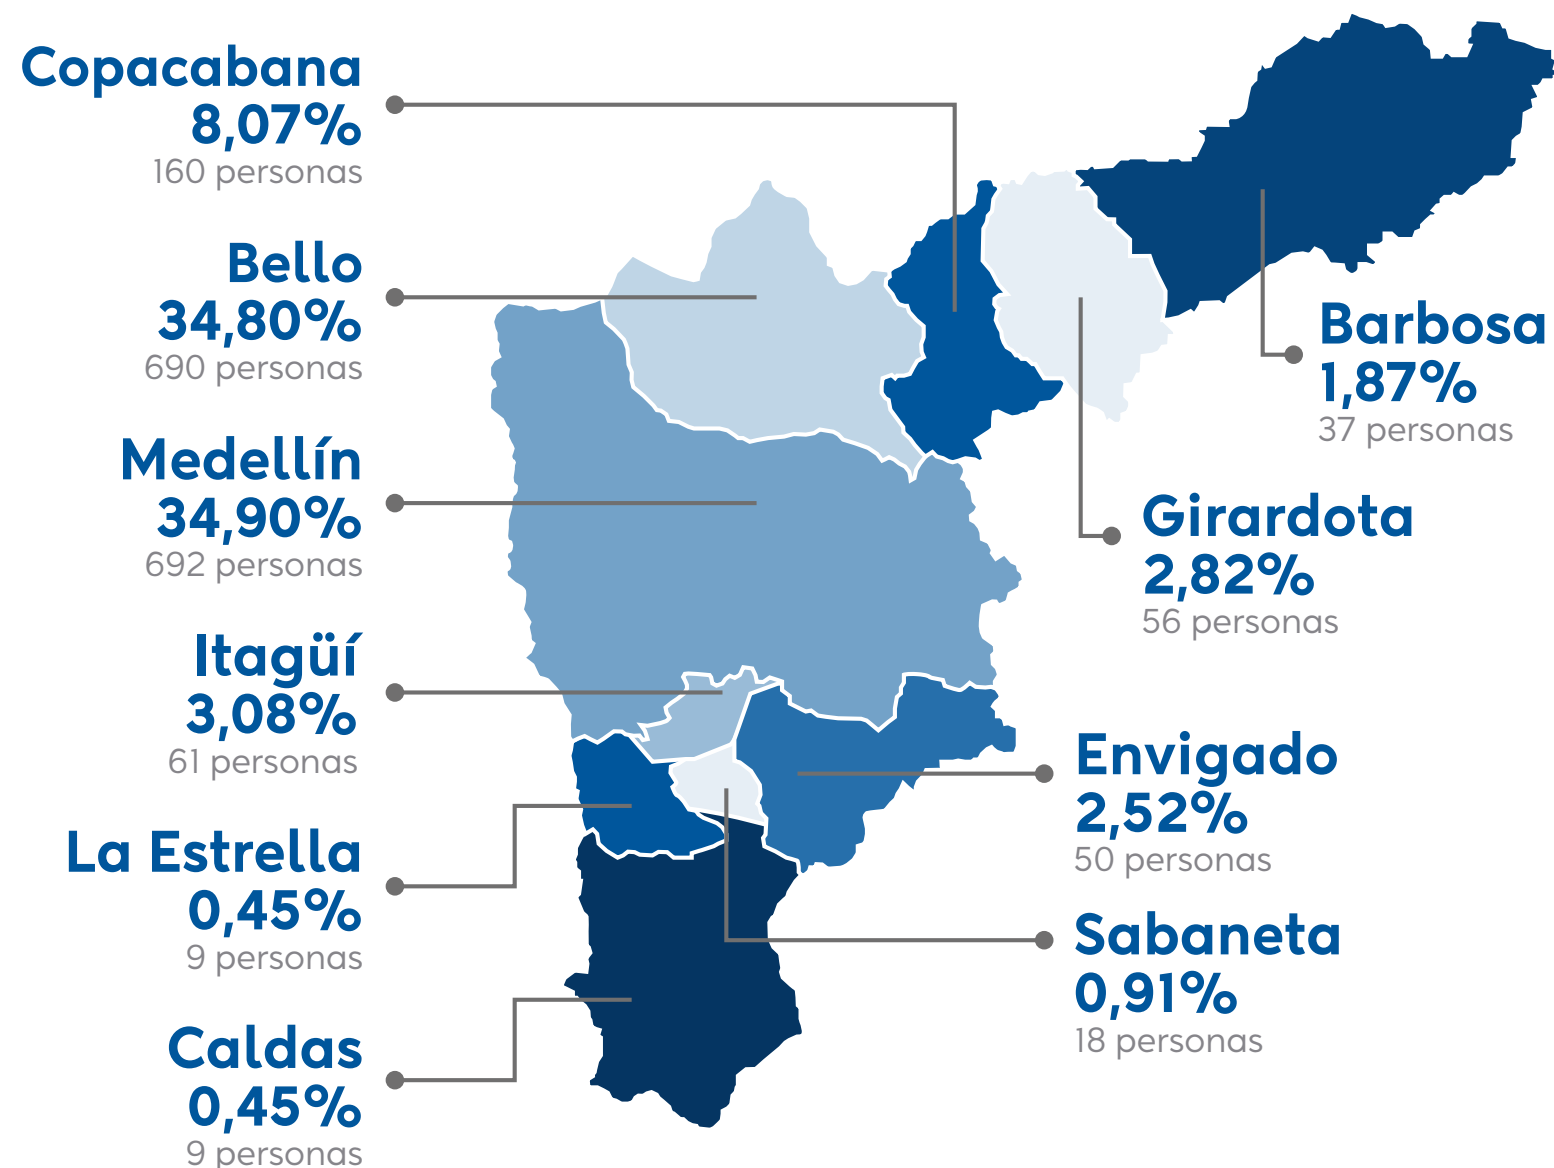 Copacabana
8,07%
160 personas
Bello
34,80%
690 personas
Medellín
34,90%
692 personas
Itagüí
3,08%
61 personas
La Estrella
0,45%
9 personas
Caldas
0,45%
9 personas
Barbosa
1,87%
37 personas
Girardota
2,82%
56 personas
Envigado
2,52%
50 personas
Sabaneta
0,91%
18 personas